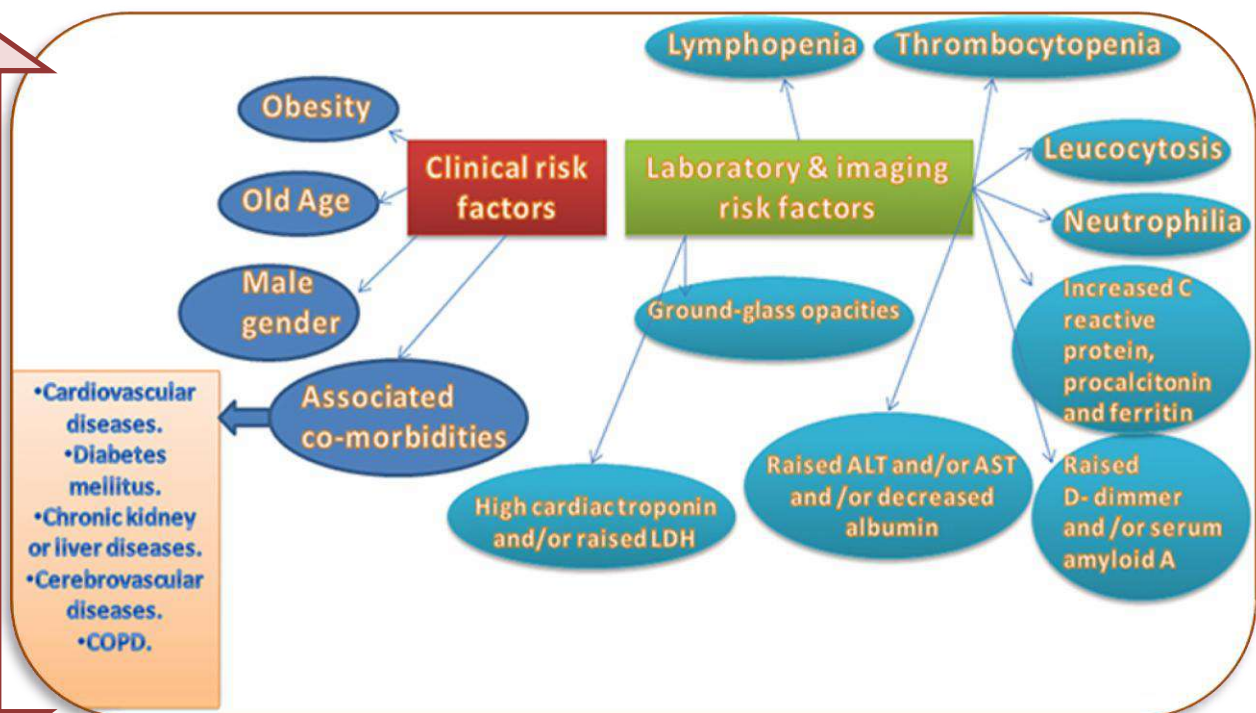 Lymphopenia
Thrombocytopenia
Obesity
Clinical risk
factors
Laboratory & imaging
risk factors
Leucocytosis
Old Age
Neutrophilia
Male
gender
Ground-glass opacities
Increased C
reactive
protein,
procalcitonin
and ferritin
Associated
co-morbidities
•Cardiovascular
diseases.
•Diabetes
mellitus.
•Chronic kidney
or liver diseases.
•Cerebrovascular
diseases.
•COPD.
High cardiac troponin
and/or raised LDH
Raised ALT and/or AST
and /or decreased
albumin
Raised
D- dimmer
and /or serum
amyloid A